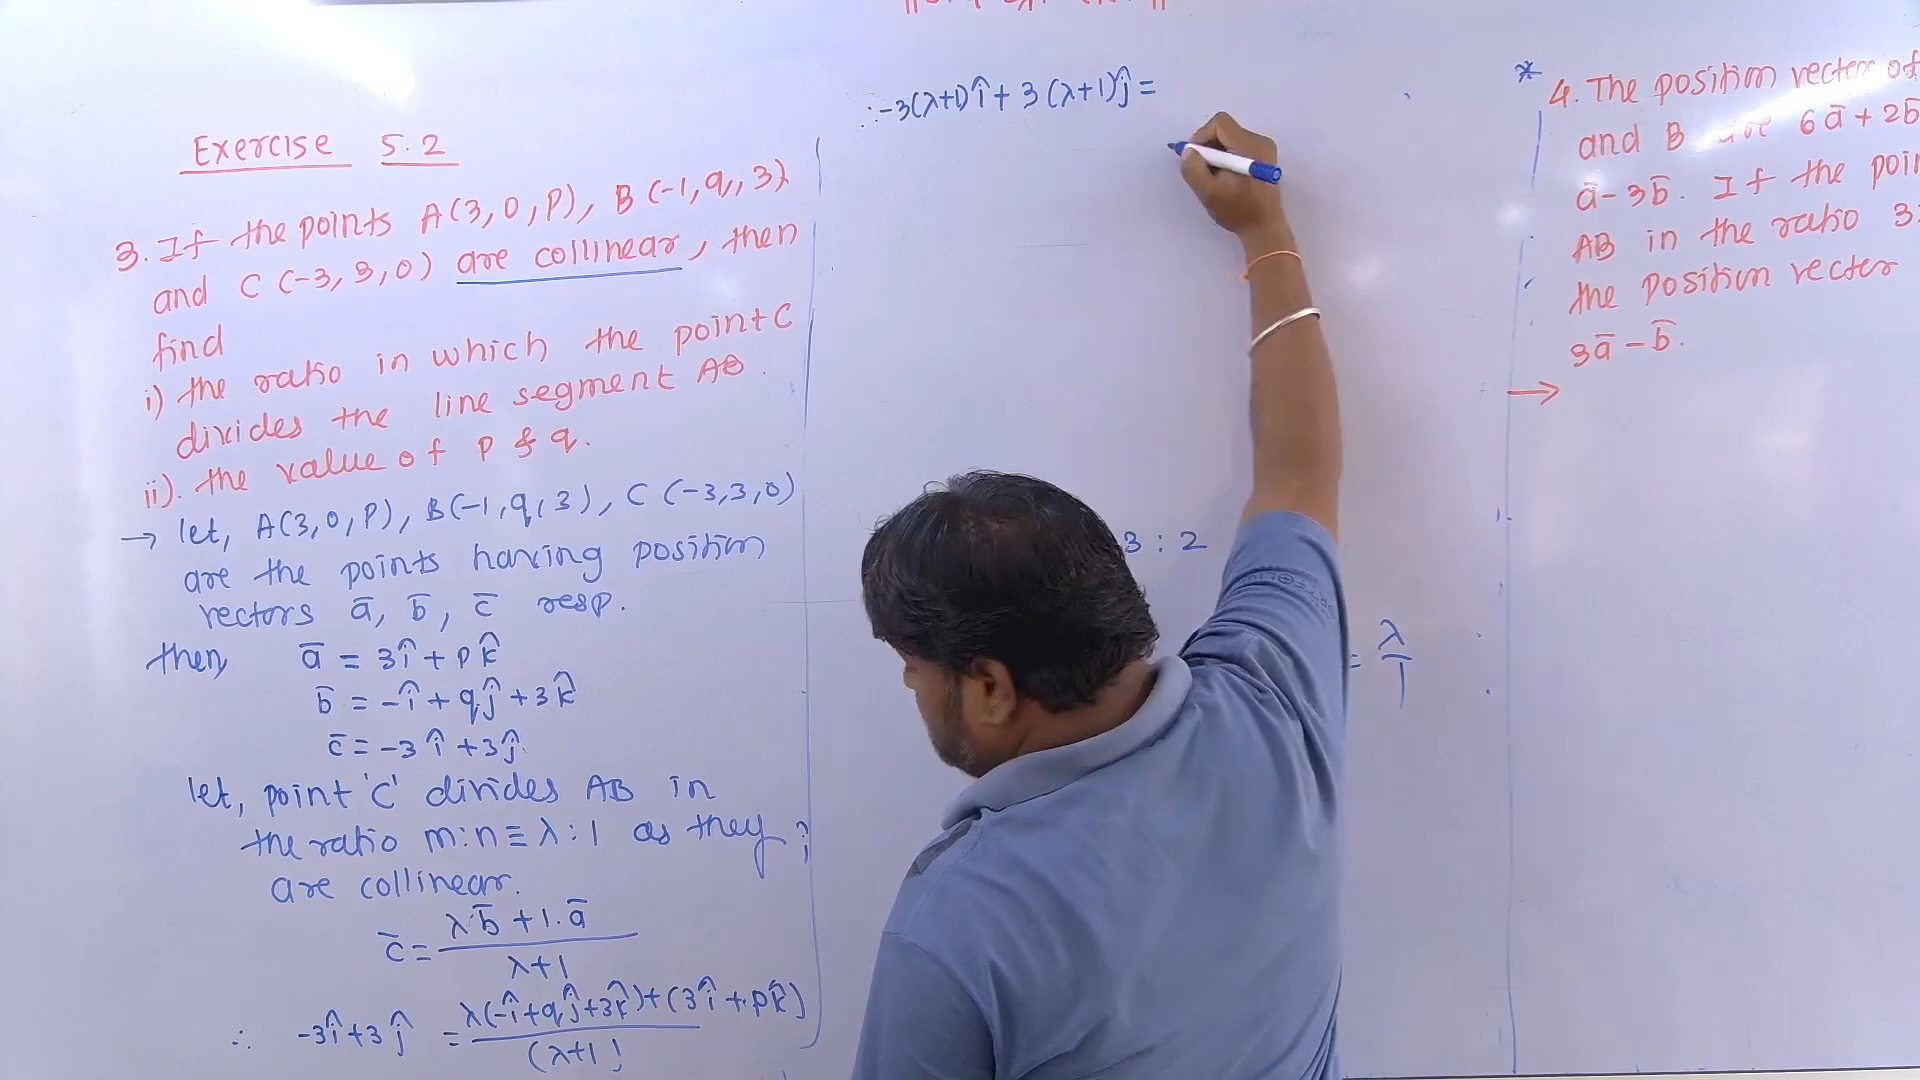 Exercise 5.2
3. If the points A(3,0,P), B(-1,q,3)
and C(-3,3,0) are collinear, then
find
i) the ratio in which the point C
divides the line segment AB.
ii). the value of P & q.
→ let, A(3,0,P), B(-1,q,3), C(-3,3,0)
are the points having position
vectors a̅, b̅, c̅ resp.
then, a̅ = 3î + pk̂
b̅ = -î + qĵ + 3k̂
c̅ = -3î + 3ĵ.
let, point 'C' divides AB in
the ratio m:n ≡ λ:1 as they
are collinear.
c̅ = (λb̅ + 1.a̅)/(λ+1)
∴ -3î+3ĵ = (λ(-î+qĵ+3k̂)+(3î+pk̂))/(λ+1)
∴ -3(λ+1)î + 3(λ+1)ĵ =
3 : 2
= λ/1
* 4. The position vector of
and B are 6a̅ + 2b̅
a̅ - 3b̅. If the
AB in the ratio 3:
the position vector
3a̅ - b̅.
→